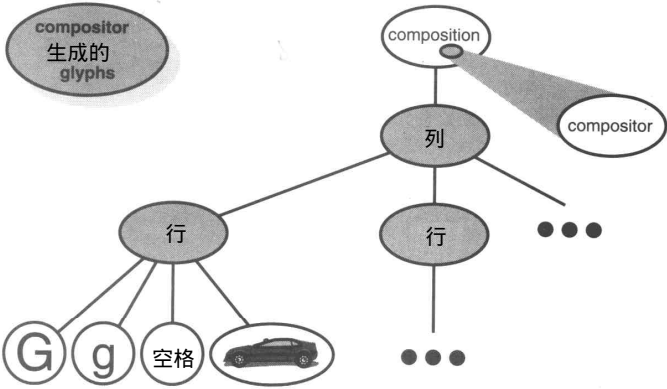 compositor
生成的
glyphs
composition
compositor
列
行
行
G
g
空格